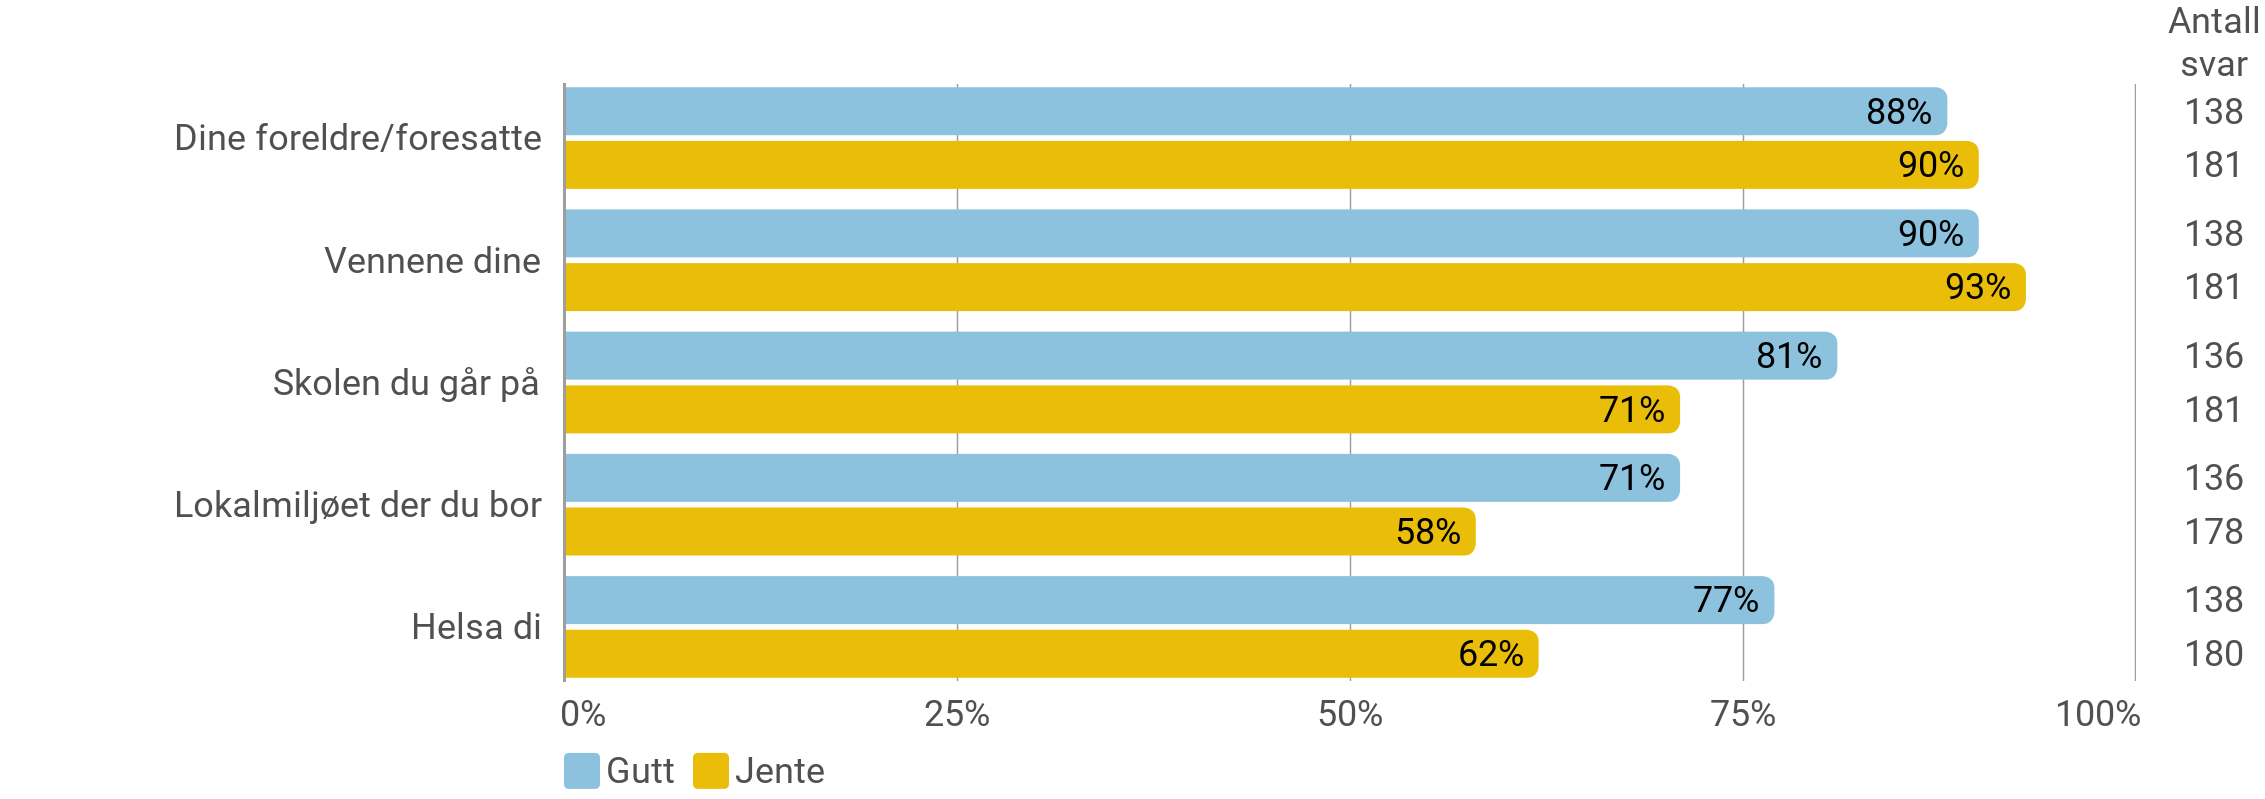 Antall
svar
Dine foreldre/foresatte
88% 138
90% 181
Vennene dine
90% 138
93% 181
Skolen du går på
81% 136
71% 181
Lokalmiljøet der du bor
71% 136
58% 178
Helsa di
77% 138
62% 180
0% 25% 50% 75% 100%
Gutt Jente